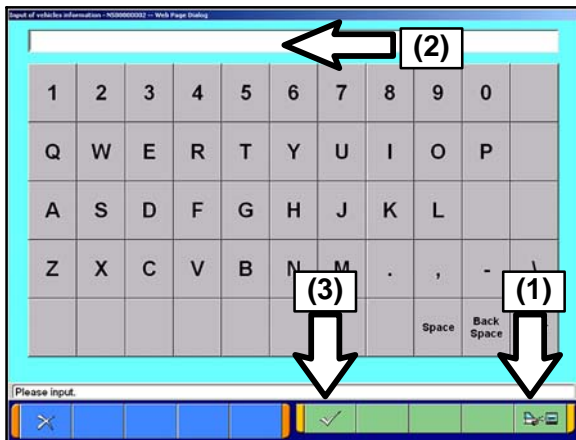 Input of vehicles information - NS00000002 -- Web Page Dialog
(2)
1 2 3 4 5 6 7 8 9 0
Q W E R T Y U I O P
A S D F G H J K L
Z X C V B N M . , - \
(3) (1)
Space Back Space
Please input.